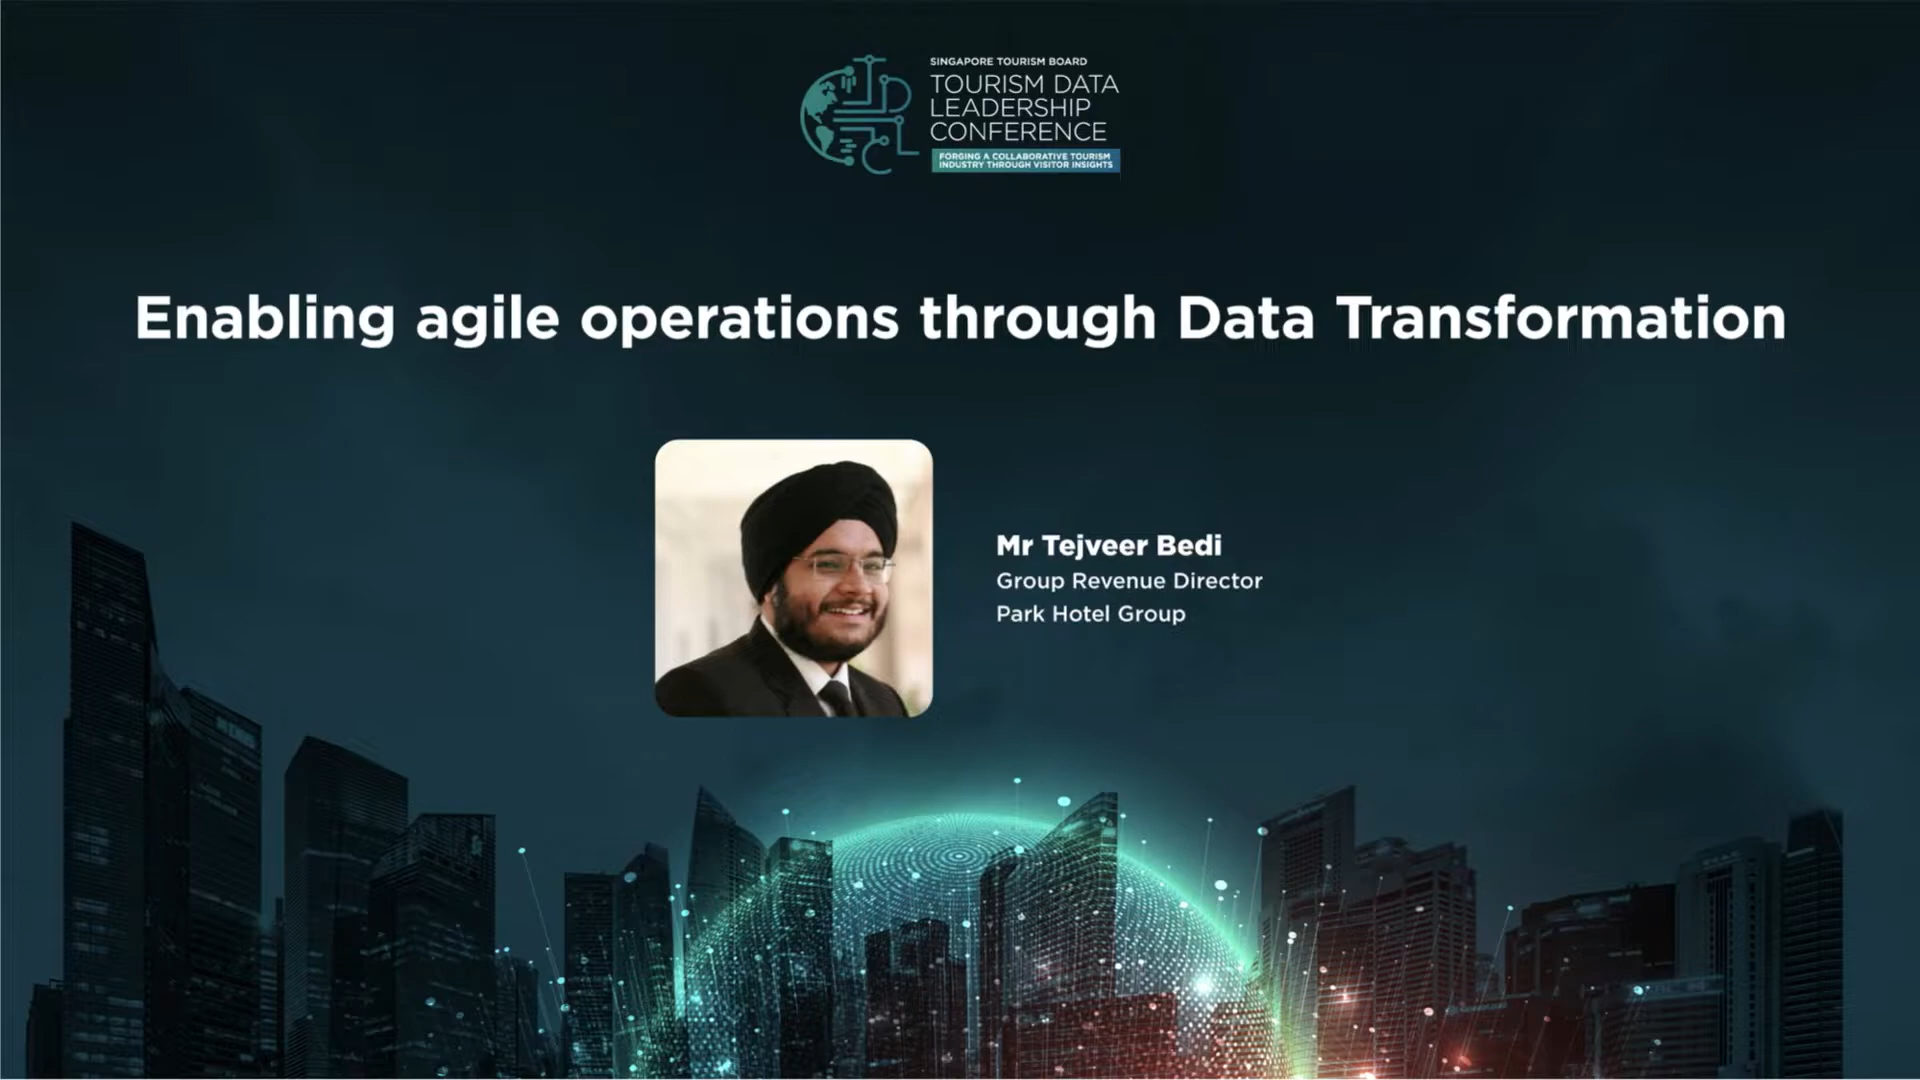 SINGAPORE TOURISM BOARD
TOURISM DATA
LEADERSHIP
CONFERENCE
FORGING A COLLABORATIVE TOURISM
INDUSTRY THROUGH VISITOR INSIGHTS
Enabling agile operations through Data Transformation
Mr Tejveer Bedi
Group Revenue Director
Park Hotel Group